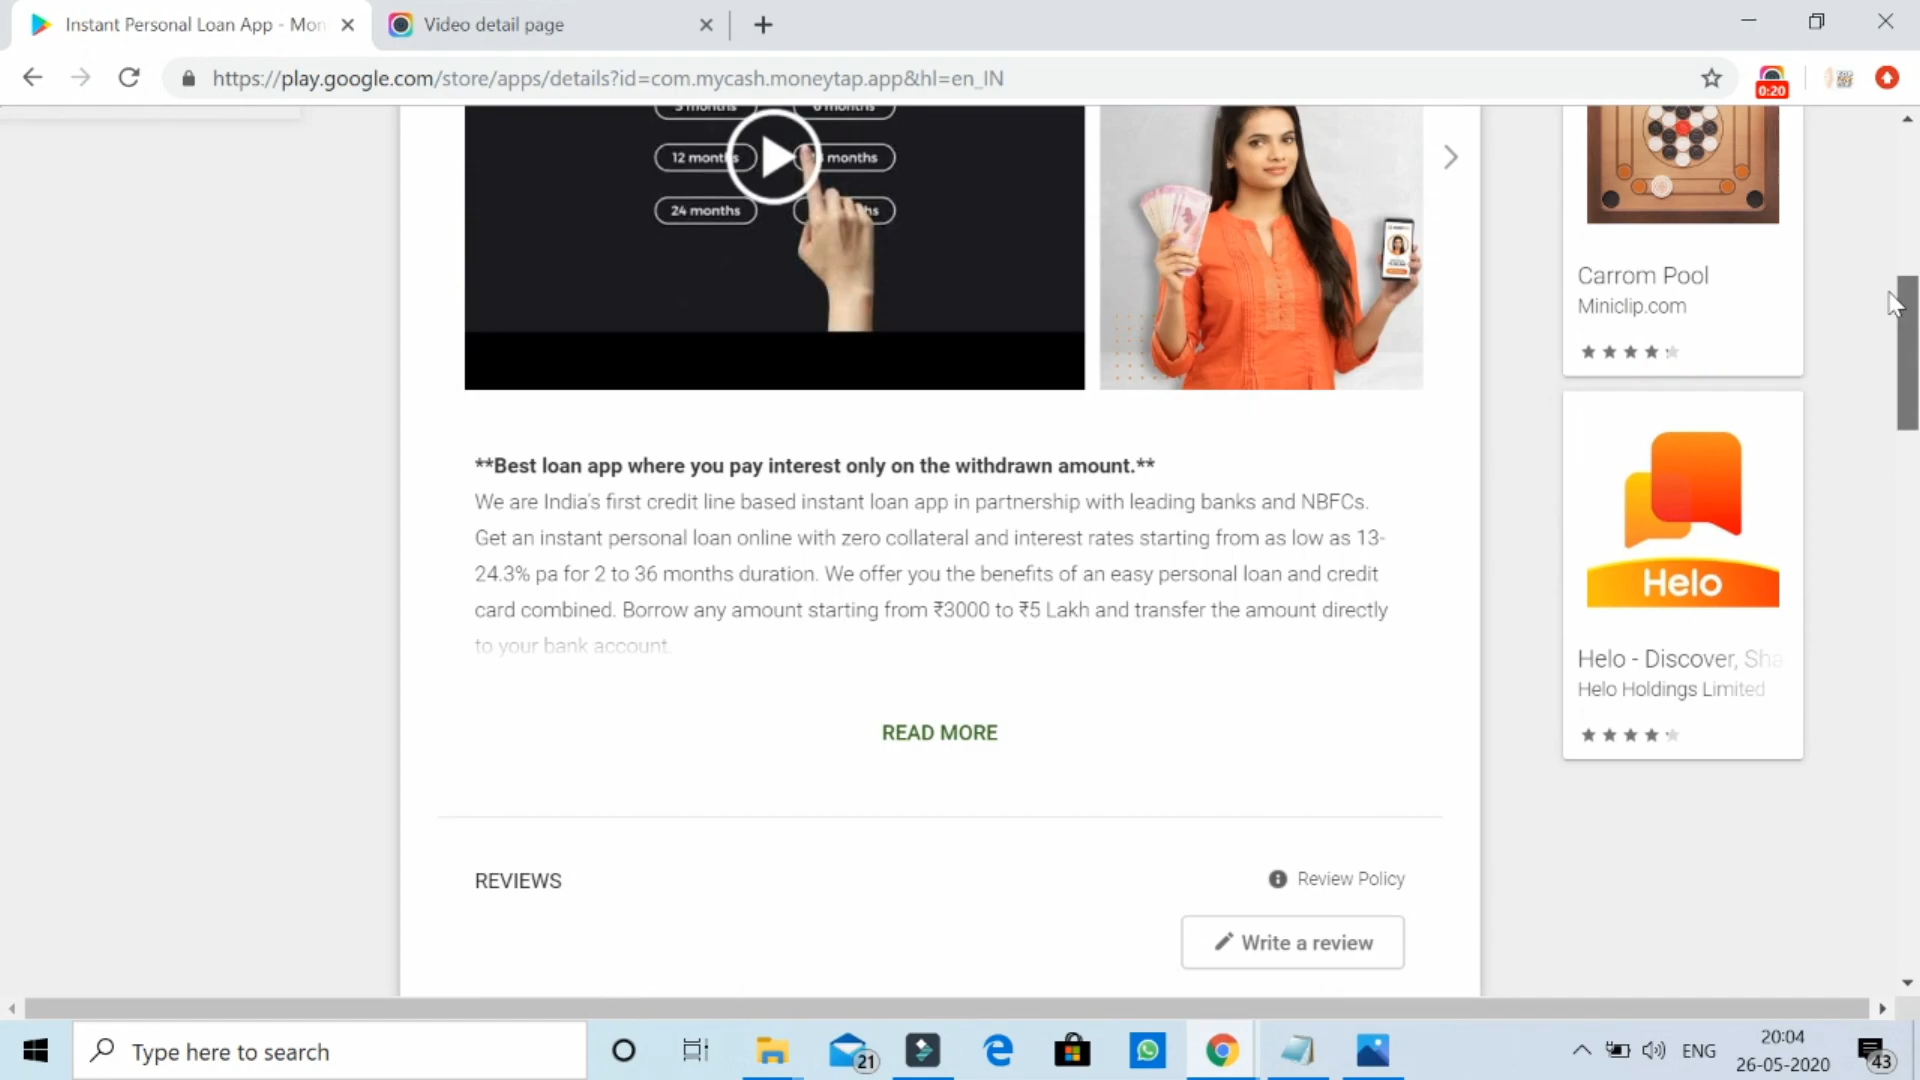 Instant Personal Loan App - Mon
Video detail page
https://play.google.com/store/apps/details?id=com.mycash.moneytap.app&hl=en_IN
0:20
months
months
12 months
months
24 months
hs
Carrom Pool
Miniclip.com
**Best loan app where you pay interest only on the withdrawn amount.**
We are India's first credit line based instant loan app in partnership with leading banks and NBFCs.
Get an instant personal loan online with zero collateral and interest rates starting from as low as 13-
24.3% pa for 2 to 36 months duration. We offer you the benefits of an easy personal loan and credit
card combined. Borrow any amount starting from ₹3000 to ₹5 Lakh and transfer the amount directly
to your bank account.
READ MORE
Helo
Helo - Discover, Sha
Helo Holdings Limited
REVIEWS
Review Policy
Write a review
Type here to search
21
ENG
20:04
26-05-2020
43